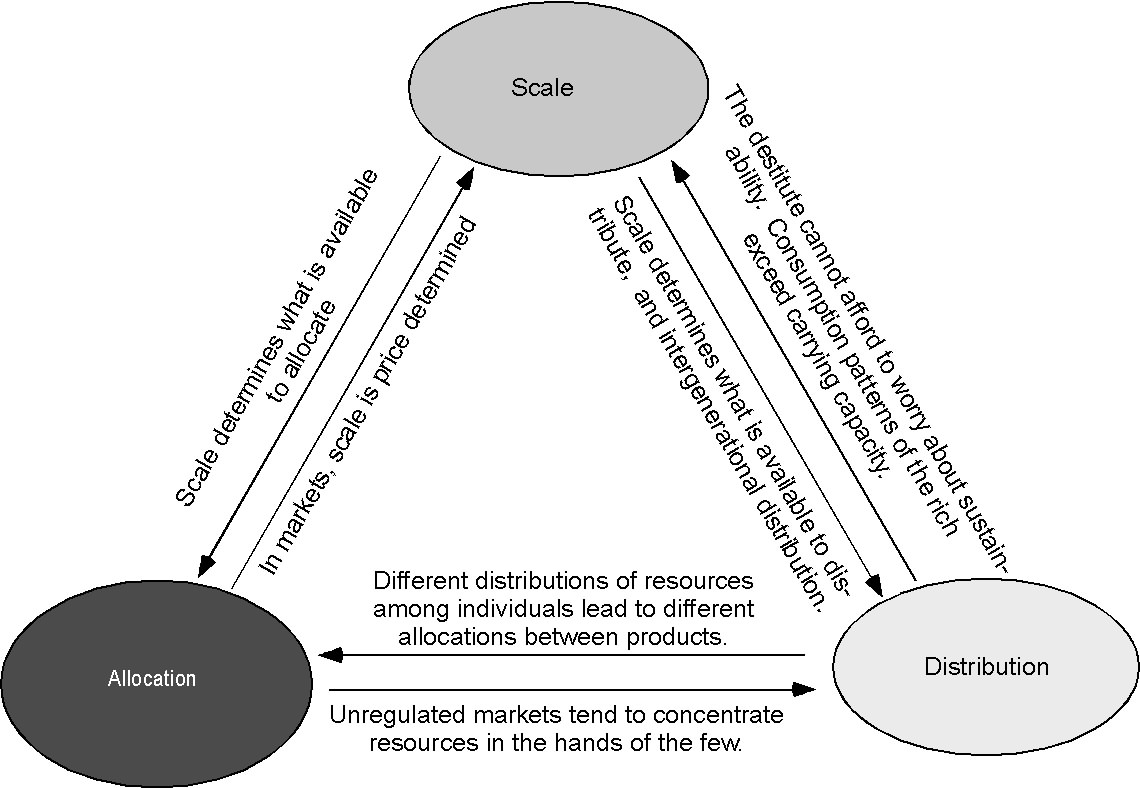 Scale
The destitute cannot afford to worry about sustain-
ability.  Consumption patterns of the rich
exceed carrying capacity.
Scale determines what is available
to allocate
In markets, scale is price determined
Scale determines what is available to dis-
tribute,  and intergenerational distribution.
Different distributions of resources
among individuals lead to different
allocations between products.
Allocation
Distribution
Unregulated markets tend to concentrate
resources in the hands of the few.